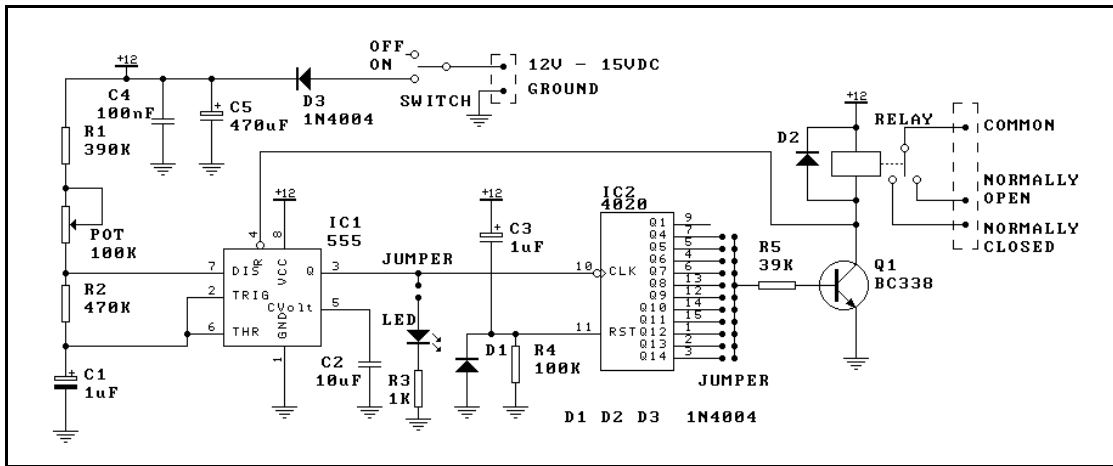 OFF
ON
SWITCH
12V - 15VDC
GROUND
+12
C4
100nF
C5
470uF
D3
1N4004
R1
390K
POT
100K
R2
470K
C1
1uF
+12
4
8
IC1
555
7
2
6
3
5
1
DIS
R
VCC
Q
TRIG
CVolt
THR
GND
JUMPER
LED
C2
10uF
R3
1K
+12
C3
1uF
D1
R4
100K
IC2
4020
10
CLK
11
RST
Q1 9
Q4 7
Q5 5
Q6 4
Q7 6
Q8 13
Q9 12
Q10 14
Q11 15
Q12 1
Q13 2
Q14 3
JUMPER
D1 D2 D3 1N4004
R5
39K
Q1
BC338
+12
D2
RELAY
COMMON
NORMALLY
OPEN
NORMALLY
CLOSED